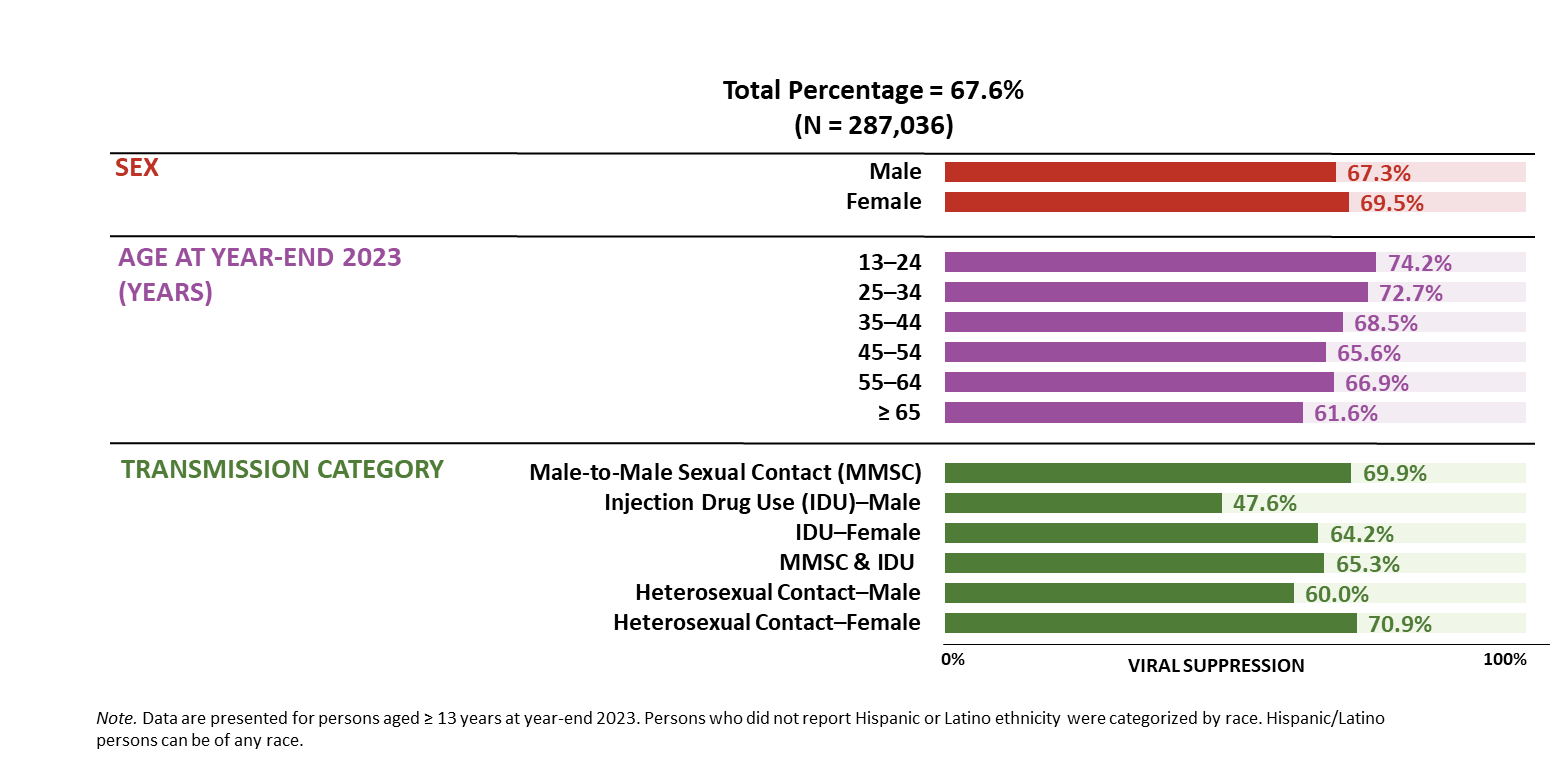 Total Percentage = 67.6%
(N = 287,036)
SEX
Male 67.3%
Female 69.5%
AGE AT YEAR-END 2023
(YEARS)
13–24 74.2%
25–34 72.7%
35–44 68.5%
45–54 65.6%
55–64 66.9%
≥ 65 61.6%
TRANSMISSION CATEGORY
Male-to-Male Sexual Contact (MMSC) 69.9%
Injection Drug Use (IDU)–Male 47.6%
IDU–Female 64.2%
MMSC & IDU 65.3%
Heterosexual Contact–Male 60.0%
Heterosexual Contact–Female 70.9%
0% VIRAL SUPPRESSION 100%
Note. Data are presented for persons aged ≥ 13 years at year-end 2023. Persons who did not report Hispanic or Latino ethnicity were categorized by race. Hispanic/Latino
persons can be of any race.